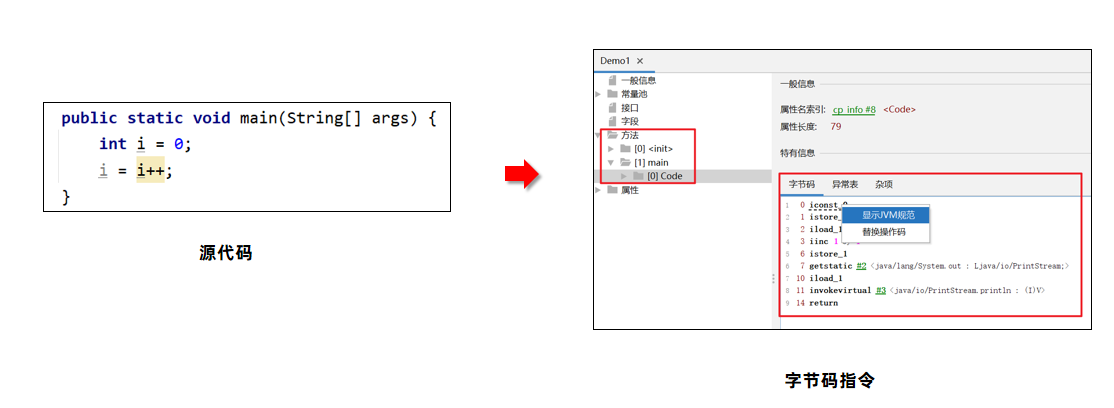 public static void main(String[] args) {
int i = 0;
i = i++;
}
源代码
Demo1
一般信息
常量池
接口
字段
方法
[0] <init>
[1] main
[0] Code
属性
一般信息
属性名索引: cp_info #8 <Code>
属性长度: 79
特有信息
字节码 异常表 杂项
1 0 iconst_0
2 1 istore_
3 2 iload_1
4 3 iinc 1
5 6 istore_1
6 7 getstatic #2 <java/lang/System.out : Ljava/io/PrintStream;>
7 10 iload_1
8 11 invokevirtual #3 <java/io/PrintStream.println : (I)V>
9 14 return
显示JVM规范
替换操作码
字节码指令